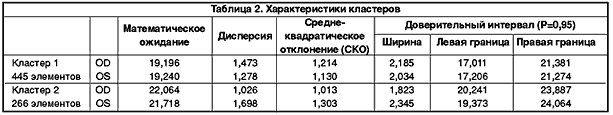 Таблица 2. Характеристики кластеров
Математическое ожидание Дисперсия Средне-квадратическое отклонение (СКО) Доверительный интервал (P=0,95)
Ширина Левая граница Правая граница
Кластер 1 OD 19,196 1,473 1,214 2,185 17,011 21,381
445 элементов OS 19,240 1,278 1,130 2,034 17,206 21,274
Кластер 2 OD 22,064 1,026 1,013 1,823 20,241 23,887
266 элементов OS 21,718 1,698 1,303 2,345 19,373 24,064